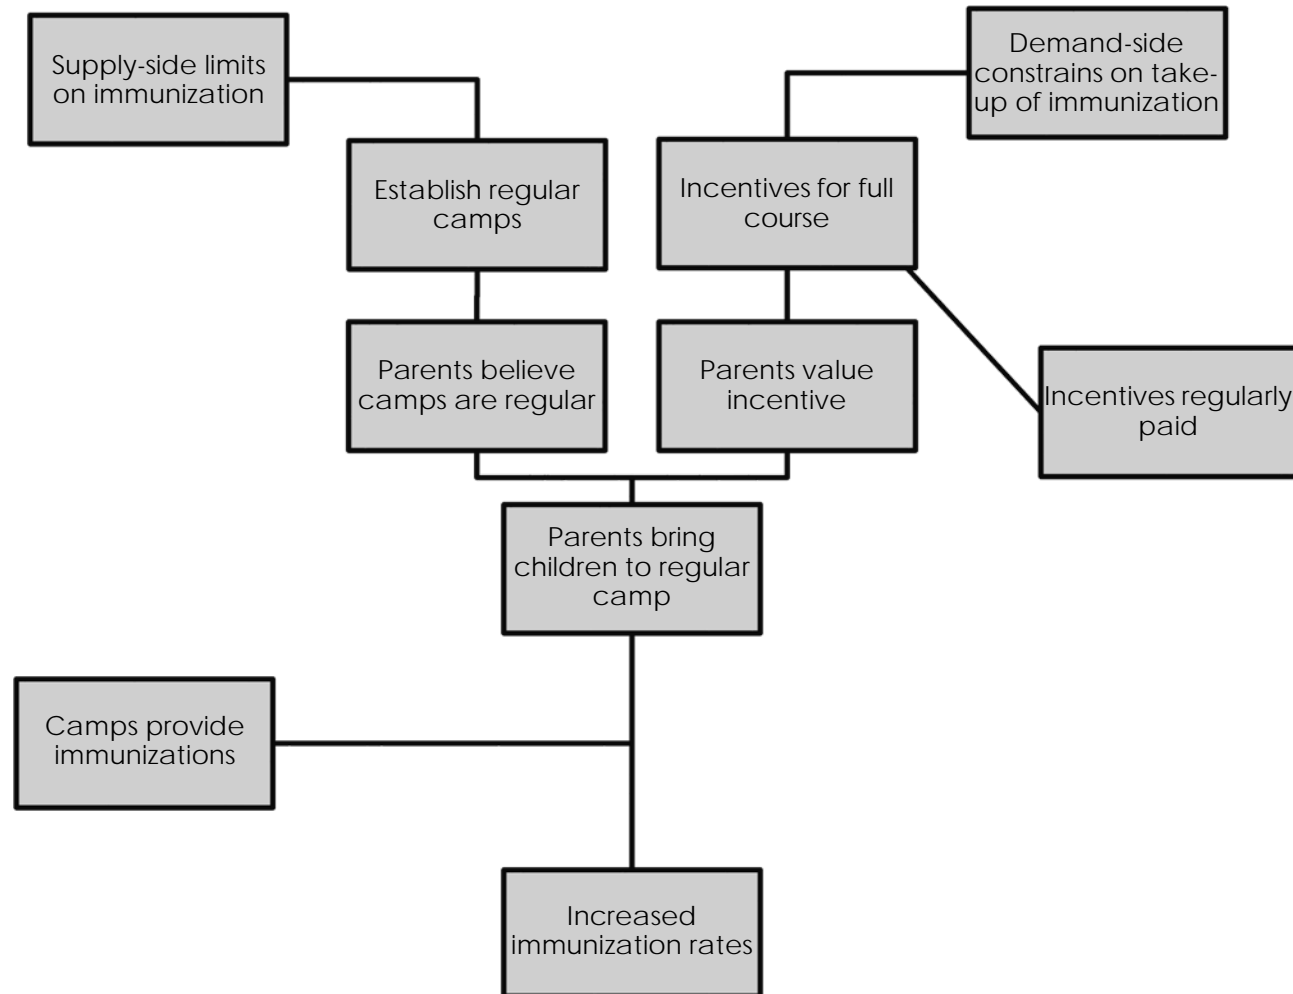 Supply-side limits
on immunization
Demand-side
constrains on take-
up of immunization
Establish regular
camps
Incentives for full
course
Parents believe
camps are regular
Parents value
incentive
Incentives regularly
paid
Parents bring
children to regular
camp
Camps provide
immunizations
Increased
immunization rates